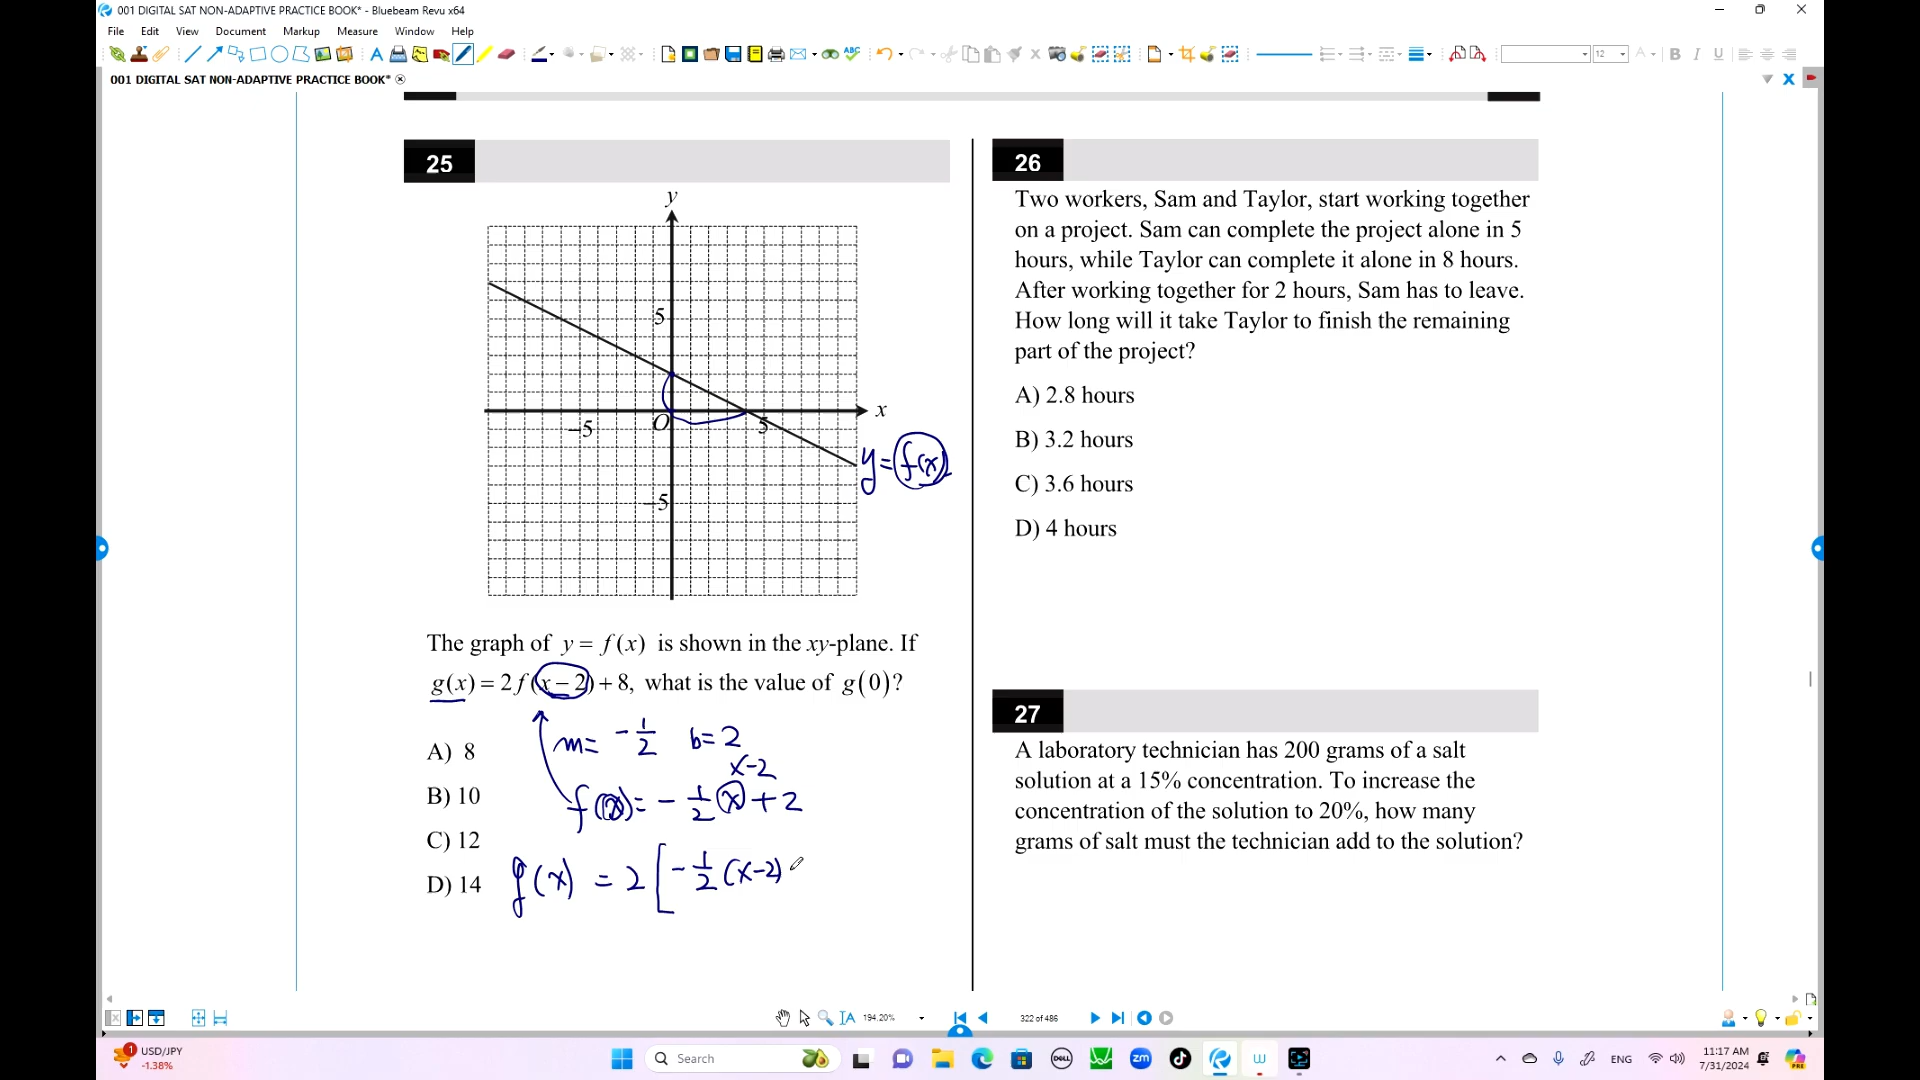 001 DIGITAL SAT NON-ADAPTIVE PRACTICE BOOK* - Bluebeam Revu x64
File Edit View Document Markup Measure Window Help
12
001 DIGITAL SAT NON-ADAPTIVE PRACTICE BOOK*
25
y
5
-5 O 5 x
-5
y = f(x)
The graph of y = f(x) is shown in the xy-plane. If
g(x) = 2f(x − 2) + 8, what is the value of g(0)?
A) 8
B) 10
C) 12
D) 14
m = -1/2 b = 2
x-2
f(x) = -1/2 (x) + 2
g(x) = 2 [ -1/2 (x-2)
26
Two workers, Sam and Taylor, start working together
on a project. Sam can complete the project alone in 5
hours, while Taylor can complete it alone in 8 hours.
After working together for 2 hours, Sam has to leave.
How long will it take Taylor to finish the remaining
part of the project?
A) 2.8 hours
B) 3.2 hours
C) 3.6 hours
D) 4 hours
27
A laboratory technician has 200 grams of a salt
solution at a 15% concentration. To increase the
concentration of the solution to 20%, how many
grams of salt must the technician add to the solution?
194.20% 322 of 486
USD/JPY
-1.38%
Search
DELL
zm
ENG
11:17 AM
7/31/2024
PRE